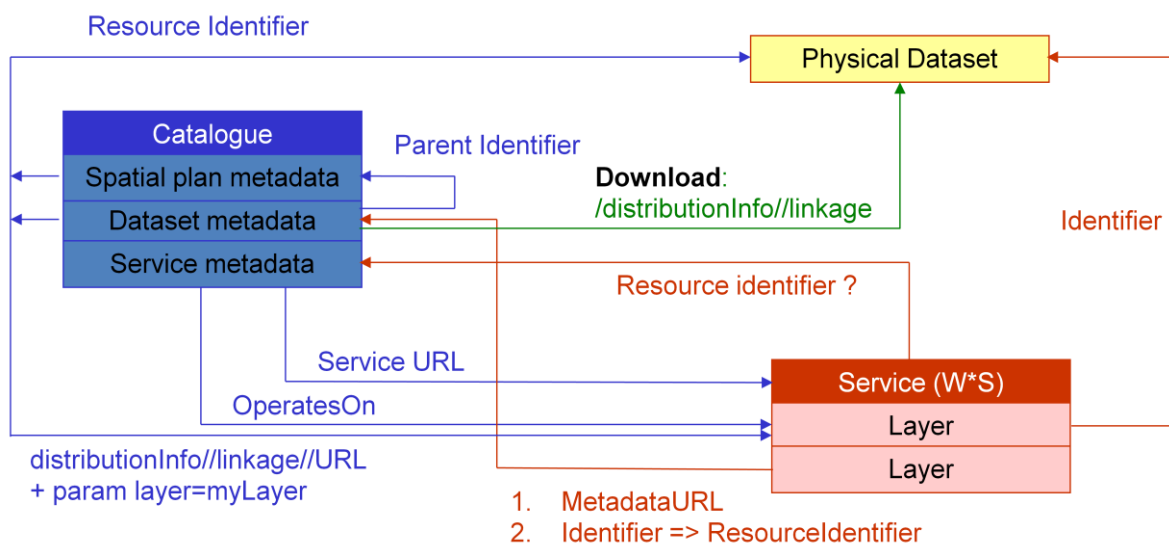 Resource Identifier
Physical Dataset
Catalogue
Parent Identifier
Spatial plan metadata
Download:
/distributionInfo//linkage
Dataset metadata
Identifier
Service metadata
Resource identifier ?
Service URL
Service (W*S)
OperatesOn
Layer
distributionInfo//linkage//URL
+ param layer=myLayer
Layer
1. MetadataURL
2. Identifier => ResourceIdentifier